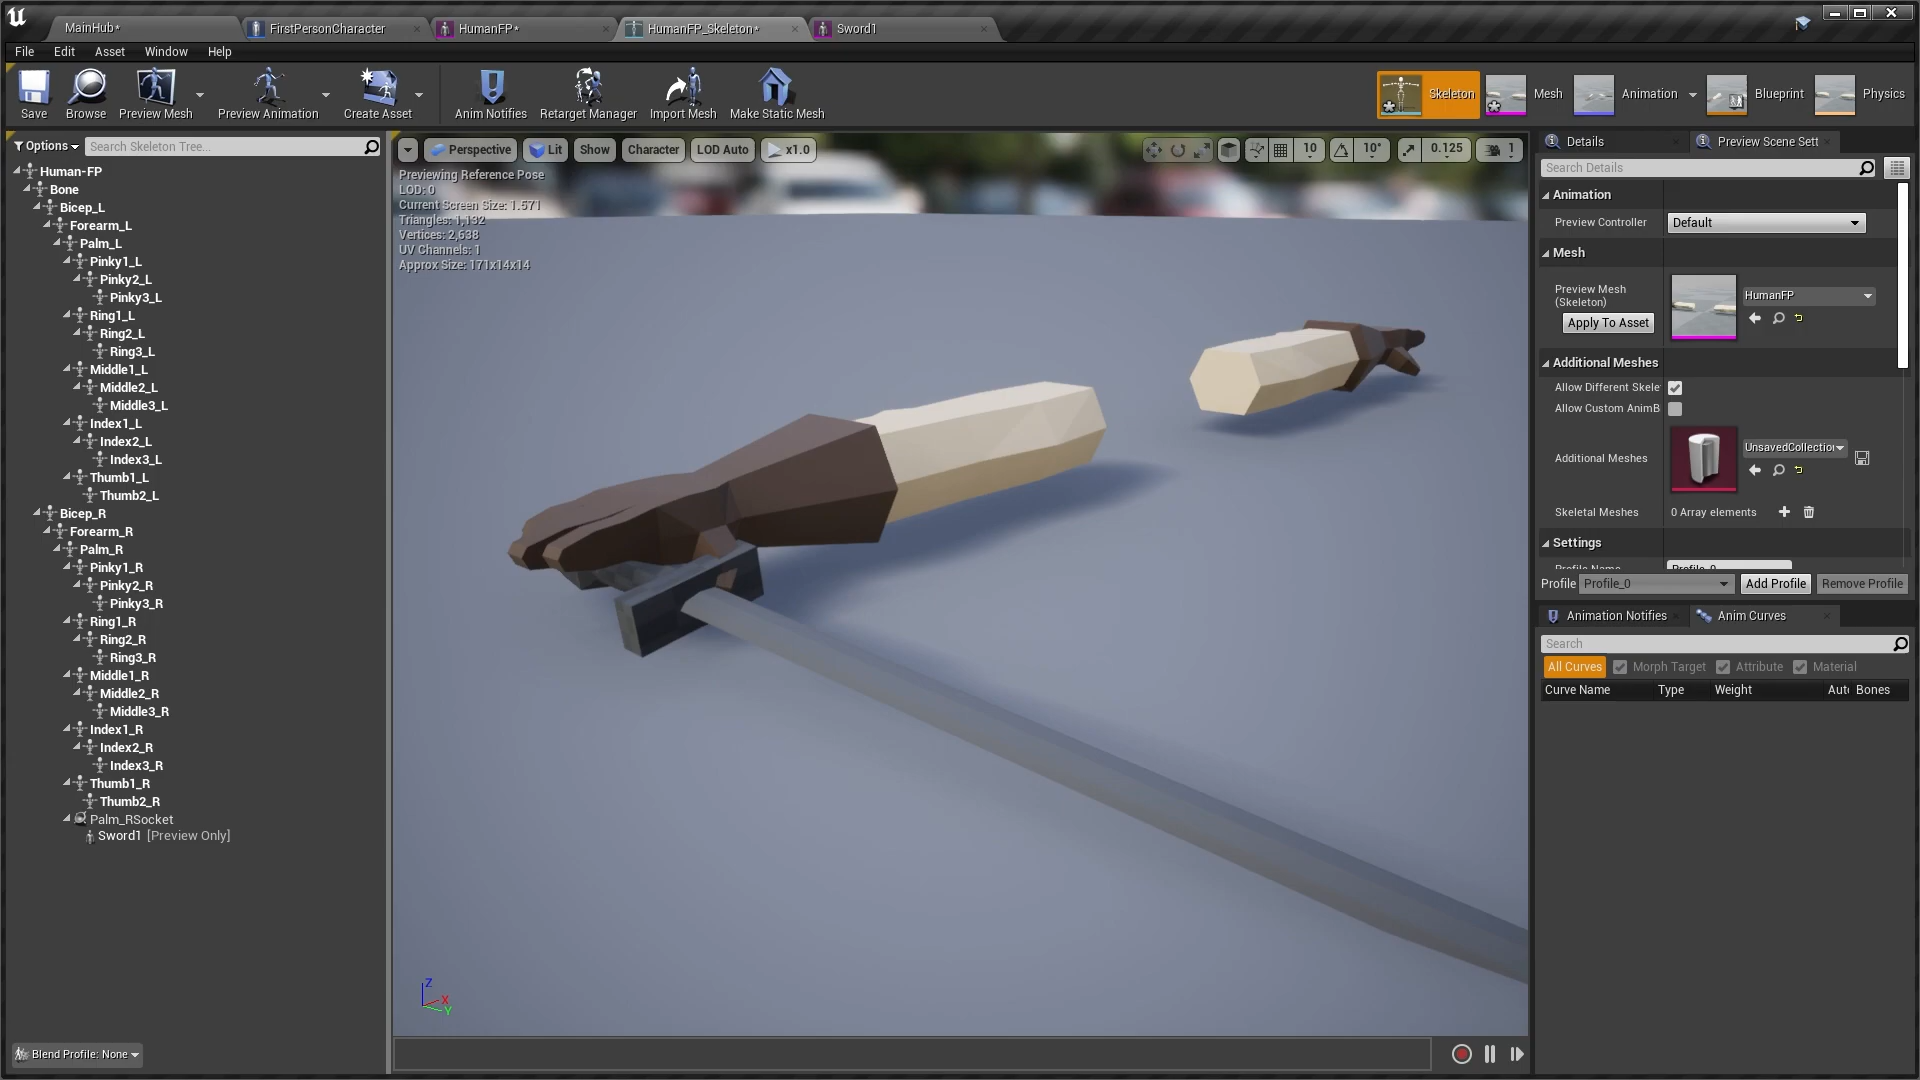 MainHub*
FirstPersonCharacter
HumanFP*
HumanFP_Skeleton*
Sword1
File Edit Asset Window Help
Save
Browse
Preview Mesh
Preview Animation
Create Asset
Anim Notifies
Retarget Manager
Import Mesh
Make Static Mesh
Skeleton
Mesh
Animation
Blueprint
Physics
Options
Search Skeleton Tree...
Human-FP
Bone
Bicep_L
Forearm_L
Palm_L
Pinky1_L
Pinky2_L
Pinky3_L
Ring1_L
Ring2_L
Ring3_L
Middle1_L
Middle2_L
Middle3_L
Index1_L
Index2_L
Index3_L
Thumb1_L
Thumb2_L
Bicep_R
Forearm_R
Palm_R
Pinky1_R
Pinky2_R
Pinky3_R
Ring1_R
Ring2_R
Ring3_R
Middle1_R
Middle2_R
Middle3_R
Index1_R
Index2_R
Index3_R
Thumb1_R
Thumb2_R
Palm_RSocket
Sword1 [Preview Only]
Blend Profile: None
Perspective
Lit
Show
Character
LOD Auto
x1.0
10
10°
0.125
1
Previewing Reference Pose
LOD: 0
Current Screen Size: 1.571
Triangles: 1,132
Vertices: 2,638
UV Channels: 1
Approx Size: 171x14x14
Z
X
Y
Details
Preview Scene Sett
Search Details
Animation
Preview Controller
Default
Mesh
Preview Mesh
(Skeleton)
Apply To Asset
HumanFP
Additional Meshes
Allow Different Skele
Allow Custom AnimB
Additional Meshes
UnsavedCollection
Skeletal Meshes
0 Array elements
Settings
Profile Name
Profile_0
Profile
Profile_0
Add Profile
Remove Profile
Animation Notifies
Anim Curves
Search
All Curves
Morph Target
Attribute
Material
Curve Name
Type
Weight
Aut
Bones